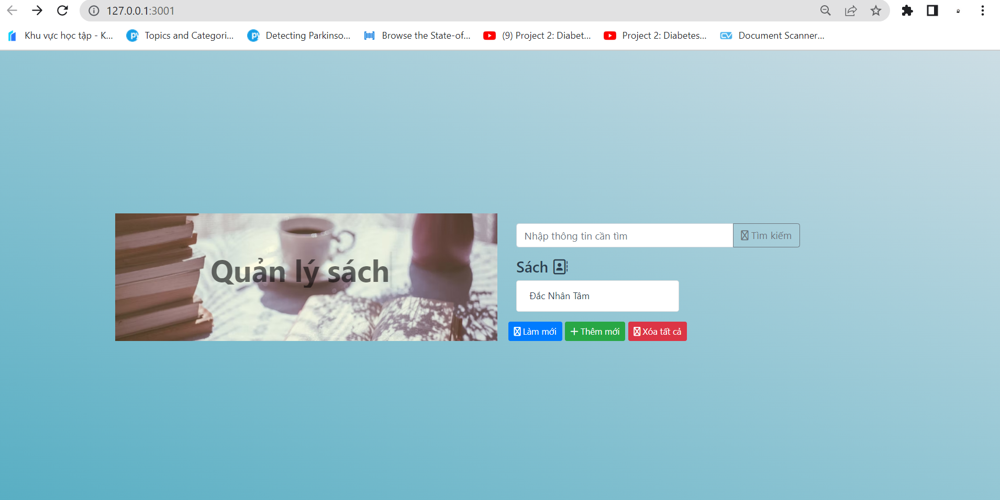 127.0.0.1:3001
Khu vực học tập - K...
Topics and Categori...
Detecting Parkinso...
Browse the State-of...
(9) Project 2: Diabet...
Project 2: Diabetes...
Document Scanner...
Quản lý sách
Nhập thông tin cần tìm
Tìm kiếm
Sách
Đắc Nhân Tâm
Làm mới
+ Thêm mới
Xóa tất cả